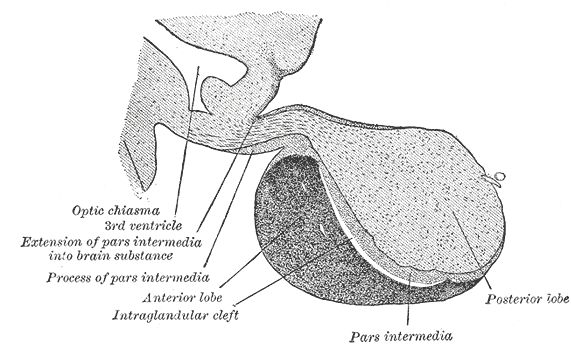 Optic chiasma
3rd ventricle
Extension of pars intermedia
into brain substance
Process of pars intermedia
Anterior lobe
Intraglandular cleft
Posterior lobe
Pars intermedia